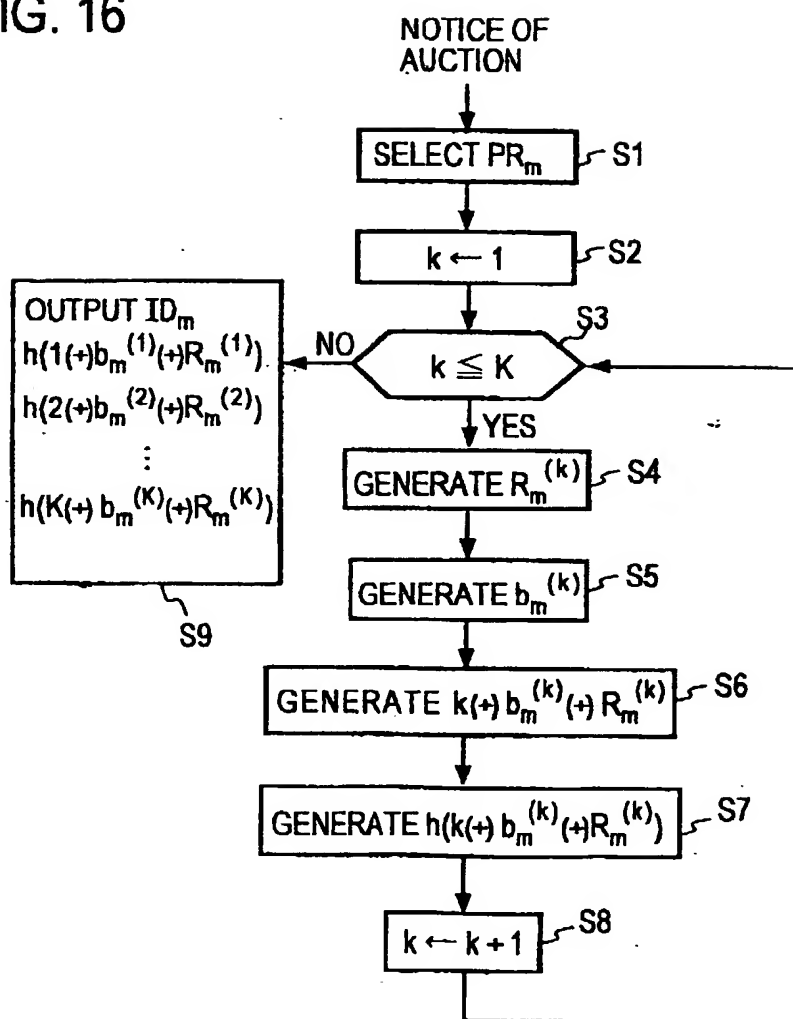 IG. 16
NOTICE OF
AUCTION
SELECT PRₘ
S1
k ← 1
S2
S3
k ≦ K
NO
YES
OUTPUT IDₘ
h(1(+)bₘ⁽¹⁾(+)Rₘ⁽¹⁾)
h(2(+)bₘ⁽²⁾(+)Rₘ⁽²⁾)
⋮
h(K(+)bₘ⁽ᴷ⁾(+)Rₘ⁽ᴷ⁾)
S9
GENERATE Rₘ⁽ᵏ⁾
S4
GENERATE bₘ⁽ᵏ⁾
S5
GENERATE k(+)bₘ⁽ᵏ⁾(+)Rₘ⁽ᵏ⁾
S6
GENERATE h(k(+)bₘ⁽ᵏ⁾(+)Rₘ⁽ᵏ⁾)
S7
k ← k + 1
S8